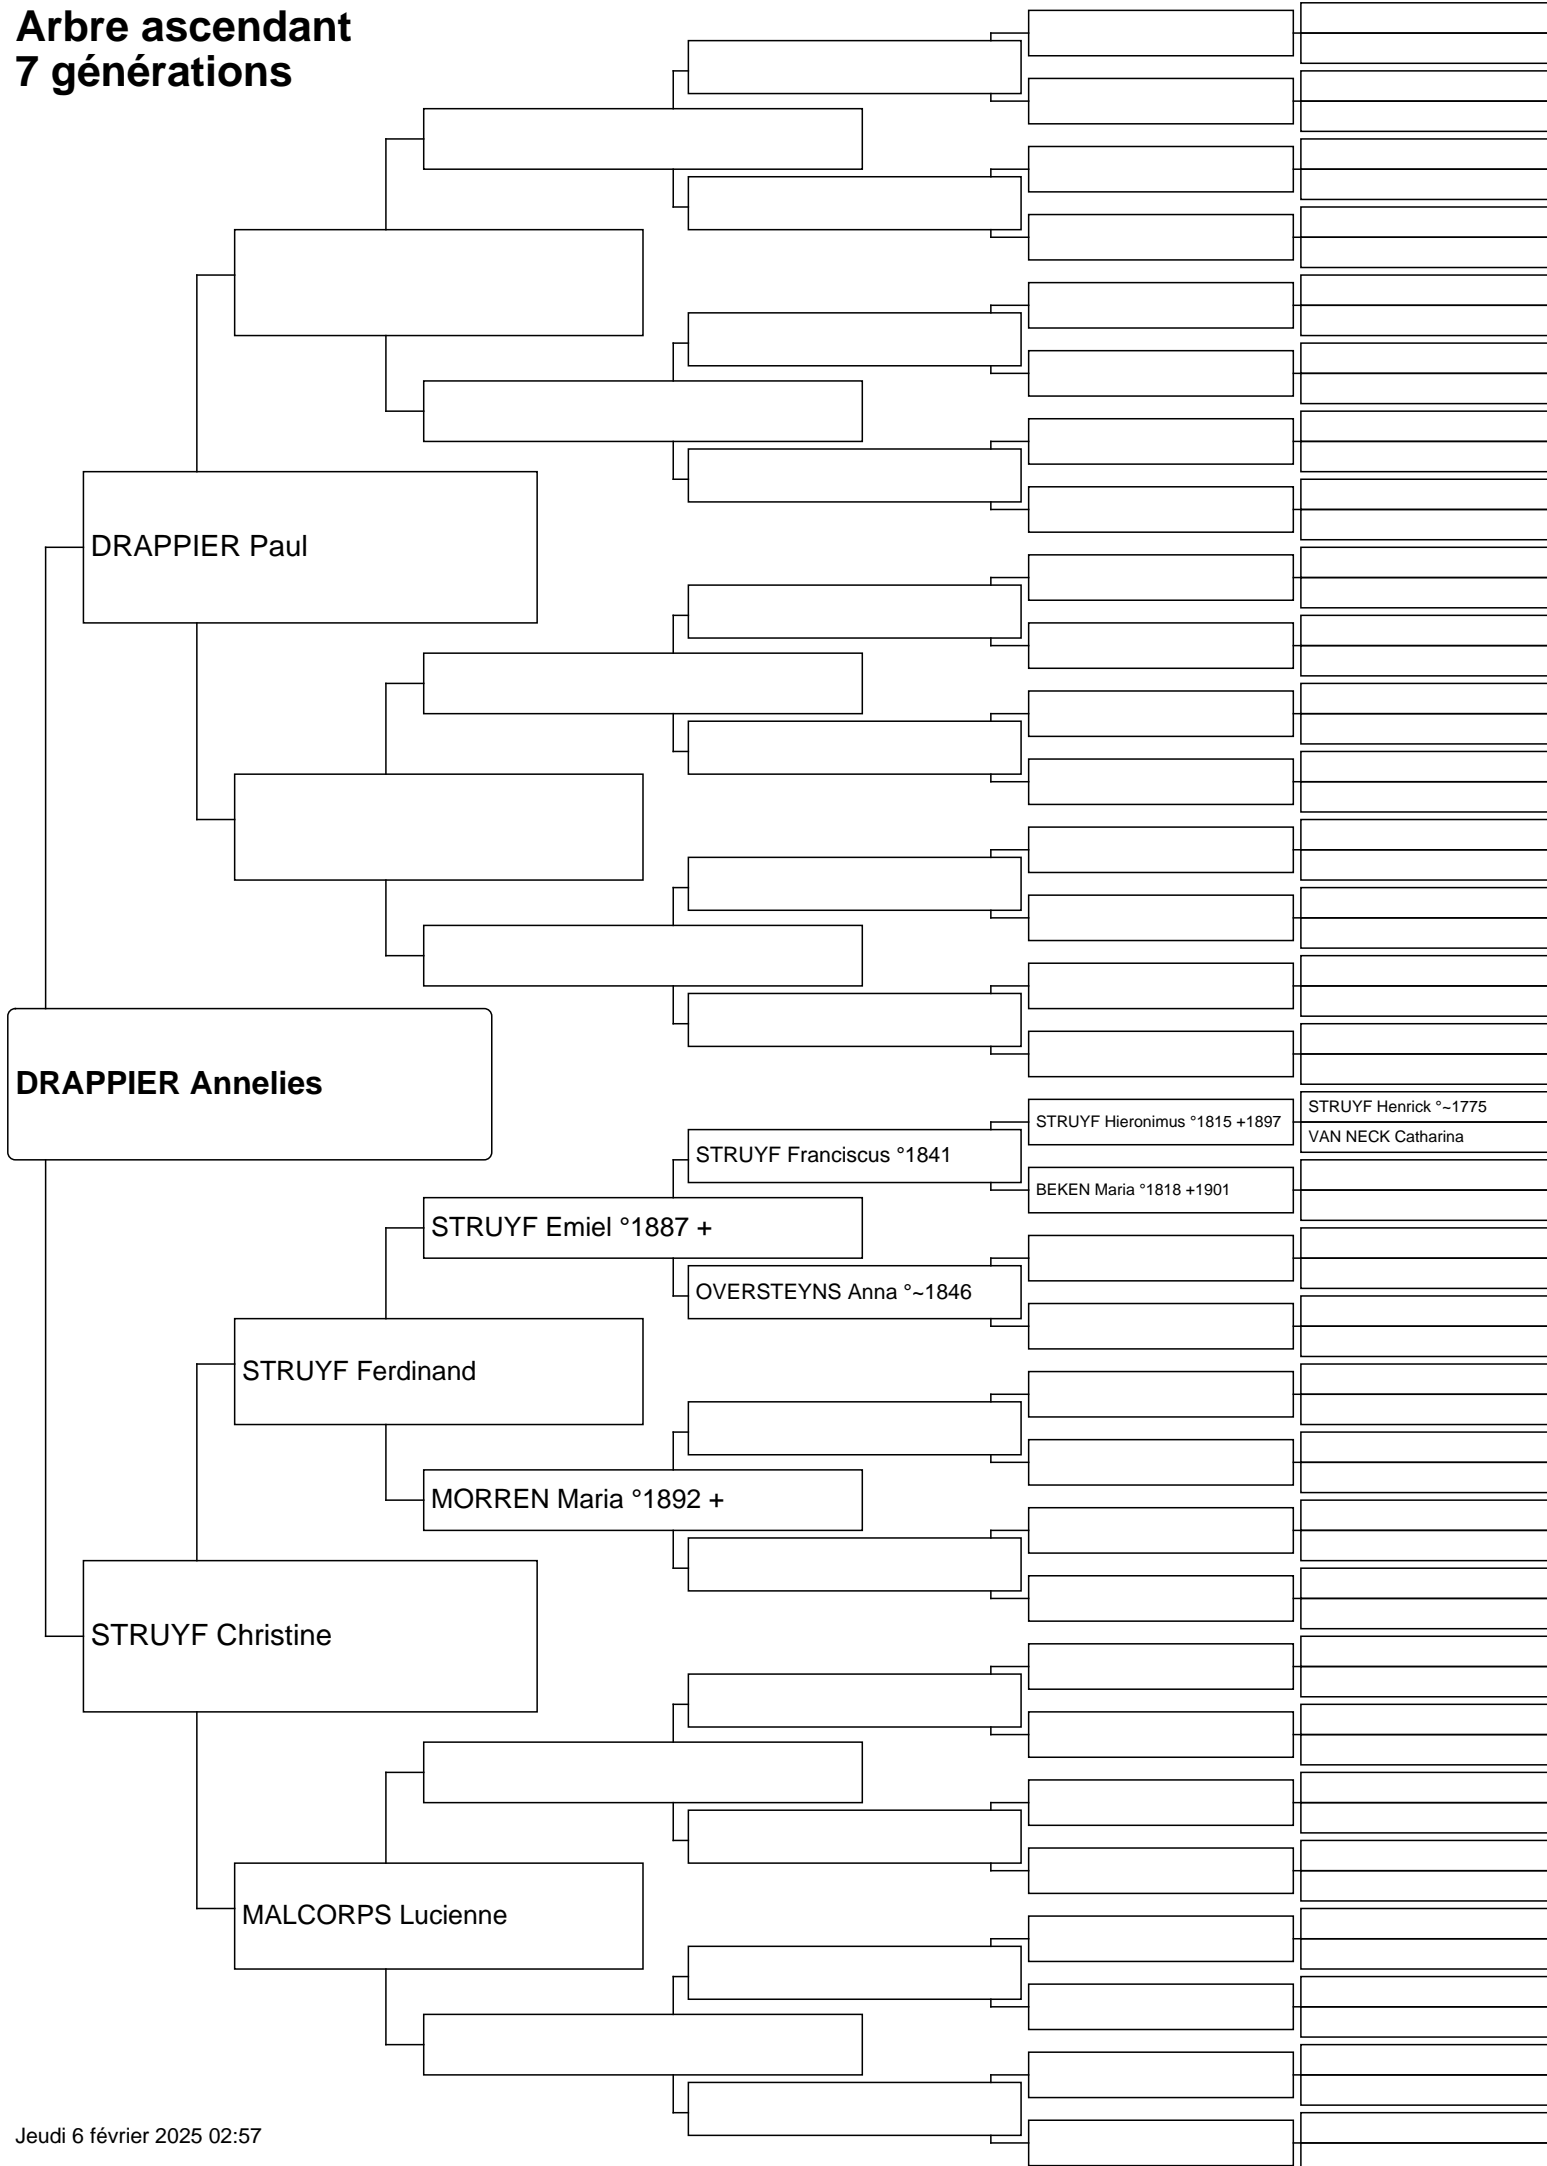 Arbre ascendant
7 générations
DRAPPIER Paul
DRAPPIER Annelies
STRUYF Hieronimus °1815 +1897
STRUYF Henrick °~1775
VAN NECK Catharina
STRUYF Franciscus °1841
BEKEN Maria °1818 +1901
STRUYF Emiel °1887 +
OVERSTEYNS Anna °~1846
STRUYF Ferdinand
MORREN Maria °1892 +
STRUYF Christine
MALCORPS Lucienne
Jeudi 6 février 2025 02:57